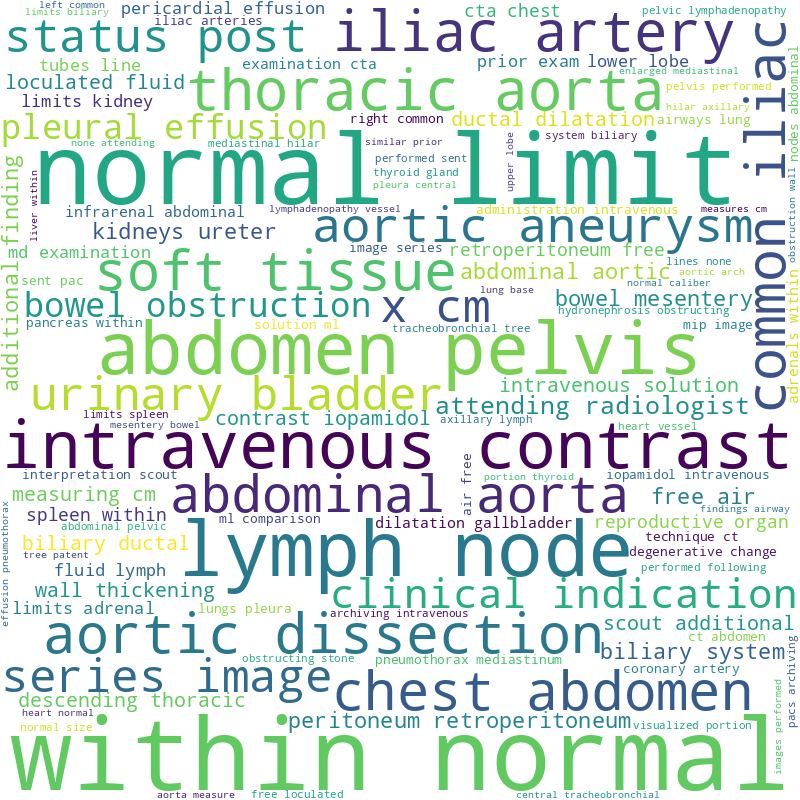 left common
limits biliary
pericardial effusion
cta chest
pelvic lymphadenopathy
status post
iliac arteries
iliac artery
tubes line
examination cta
prior exam
lower lobe
enlarged mediastinal
loculated fluid
thoracic aorta
pelvis performed
limits kidney
hilar axillary
pleural effusion
right common
ductal dilatation
airways lung
none attending
mediastinal hilar
similar prior
system biliary
normal limit
performed sent
thyroid gland
pleura central
upper lobe
liver within
common iliac
nodes abdominal
obstruction wall
adrenals within
additional finding
infrarenal abdominal
lymphadenopathy vessel
administration intravenous
measures cm
kidneys ureter
aortic aneurysm
md examination
image series
retroperitoneum free
lines none
soft tissue
abdominal aortic
aortic arch
sent pac
normal caliber
lung base
bowel obstruction
x cm
bowel mesentery
hydronephrosis obstructing
pancreas within
solution ml
tracheobronchial tree
mip image
abdomen pelvis
urinary bladder
intravenous solution
attending radiologist
limits spleen
mesentery bowel
contrast iopamidol
axillary lymph
heart vessel
intravenous contrast
interpretation scout
air free
portion thyroid
iopamidol intravenous
measuring cm
abdominal aorta
free air
findings airway
spleen within
ml comparison
dilatation gallbladder
reproductive organ
abdominal pelvic
effusion pneumothorax
biliary ductal
lymph node
technique ct
tree patent
degenerative change
fluid lymph
performed following
wall thickening
clinical indication
limits adrenal
lungs pleura
archiving intravenous
scout additional
aortic dissection
ct abdomen
biliary system
obstructing stone
pneumothorax mediastinum
coronary artery
pacs archiving
series image
chest abdomen
descending thoracic
heart normal
peritoneum retroperitoneum
visualized portion
images performed
normal size
within normal
aorta measure
free loculated
central tracheobronchial